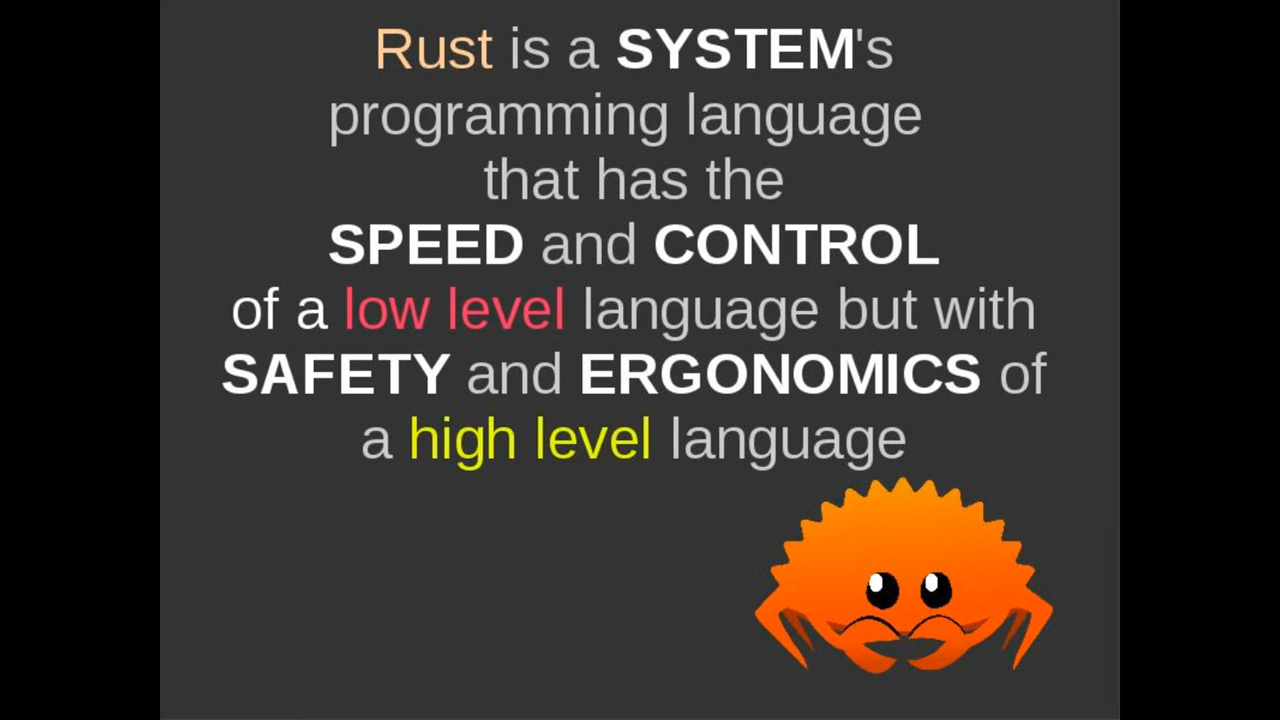 Rust is a SYSTEM's
programming language
that has the
SPEED and CONTROL
of a low level language but with
SAFETY and ERGONOMICS of
a high level language